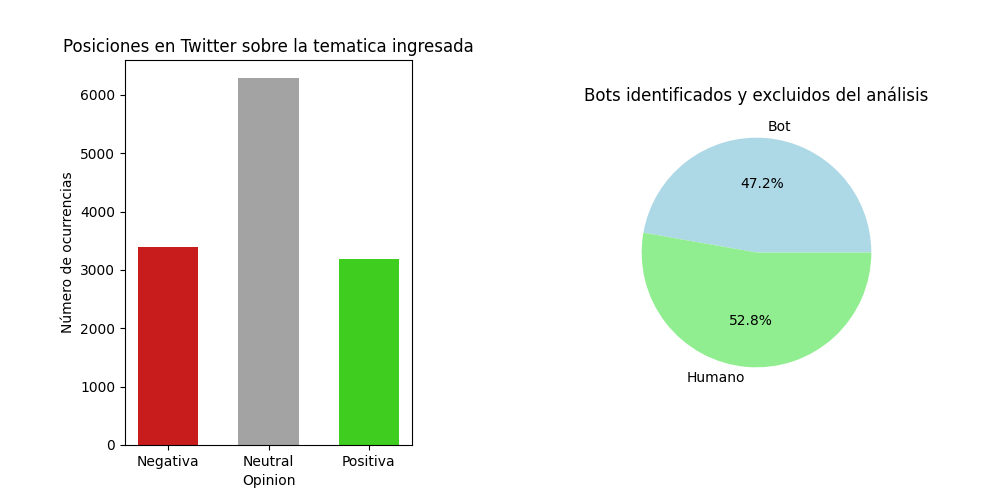 Posiciones en Twitter sobre la tematica ingresada
Número de ocurrencias
6000
5000
4000
3000
2000
1000
0
Negativa
Neutral
Positiva
Opinion
Bots identificados y excluidos del análisis
Bot
47.2%
52.8%
Humano